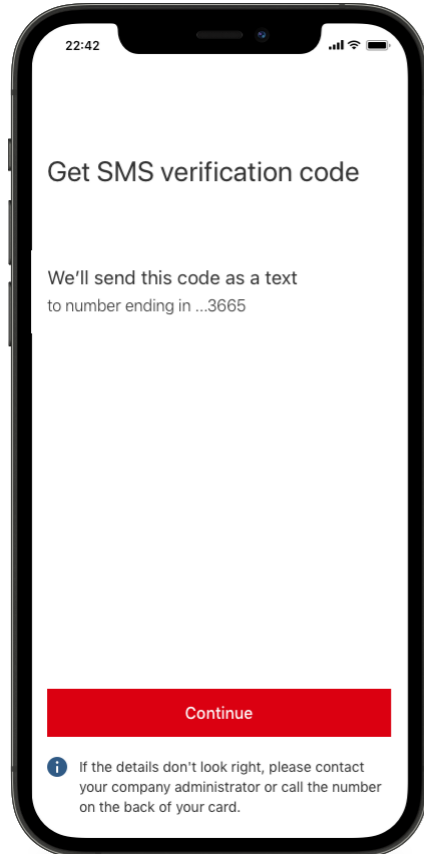 22:42
Get SMS verification code
We’ll send this code as a text
to number ending in ...3665
Continue
If the details don't look right, please contact
your company administrator or call the number
on the back of your card.